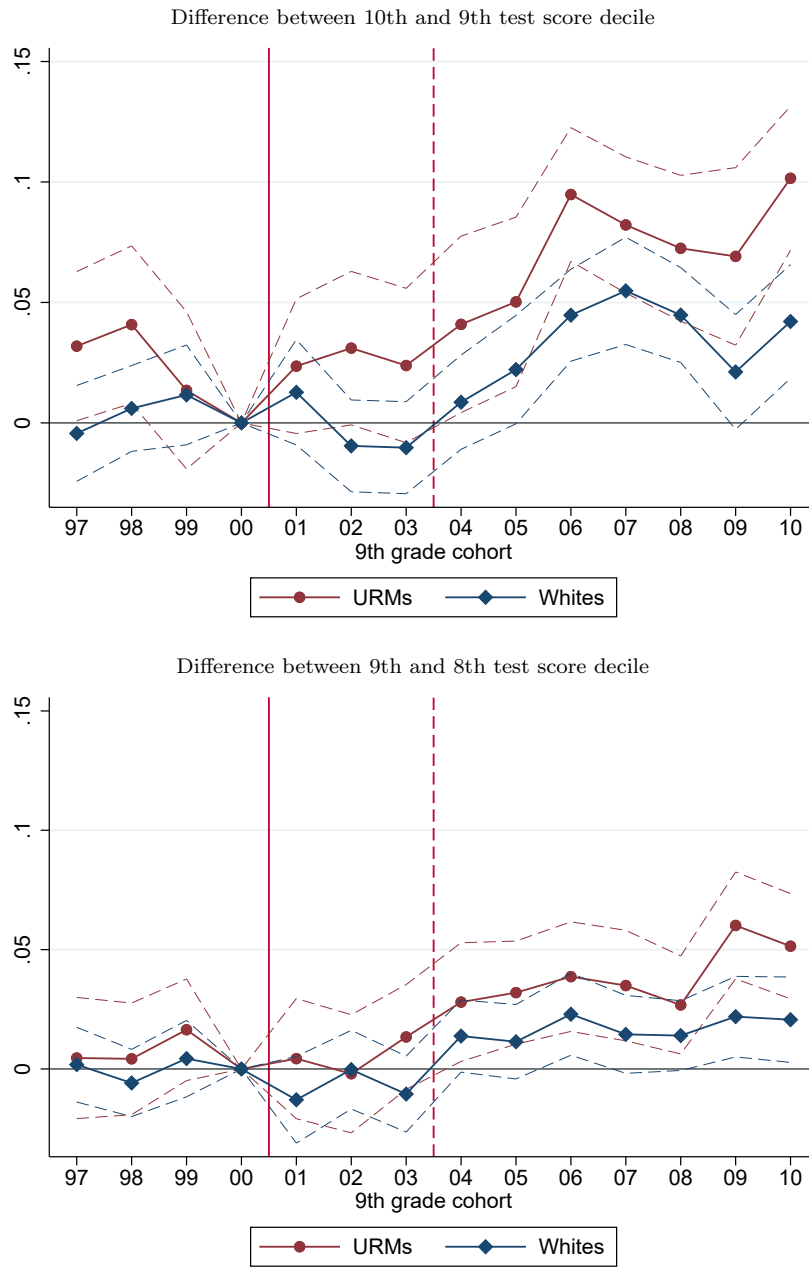 Difference between 10th and 9th test score decile
.15
.1
.05
0
97 98 99 00 01 02 03 04 05 06 07 08 09 10
9th grade cohort
URMs Whites
Difference between 9th and 8th test score decile
.15
.1
.05
0
97 98 99 00 01 02 03 04 05 06 07 08 09 10
9th grade cohort
URMs Whites